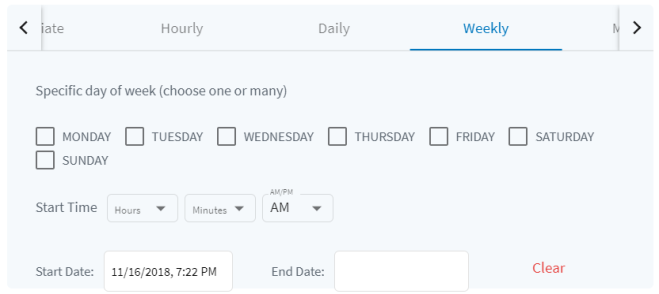 iate Hourly Daily Weekly M
Specific day of week (choose one or many)
MONDAY TUESDAY WEDNESDAY THURSDAY FRIDAY SATURDAY
SUNDAY
AM/PM
Start Time Hours Minutes AM
Start Date: 11/16/2018, 7:22 PM End Date: Clear